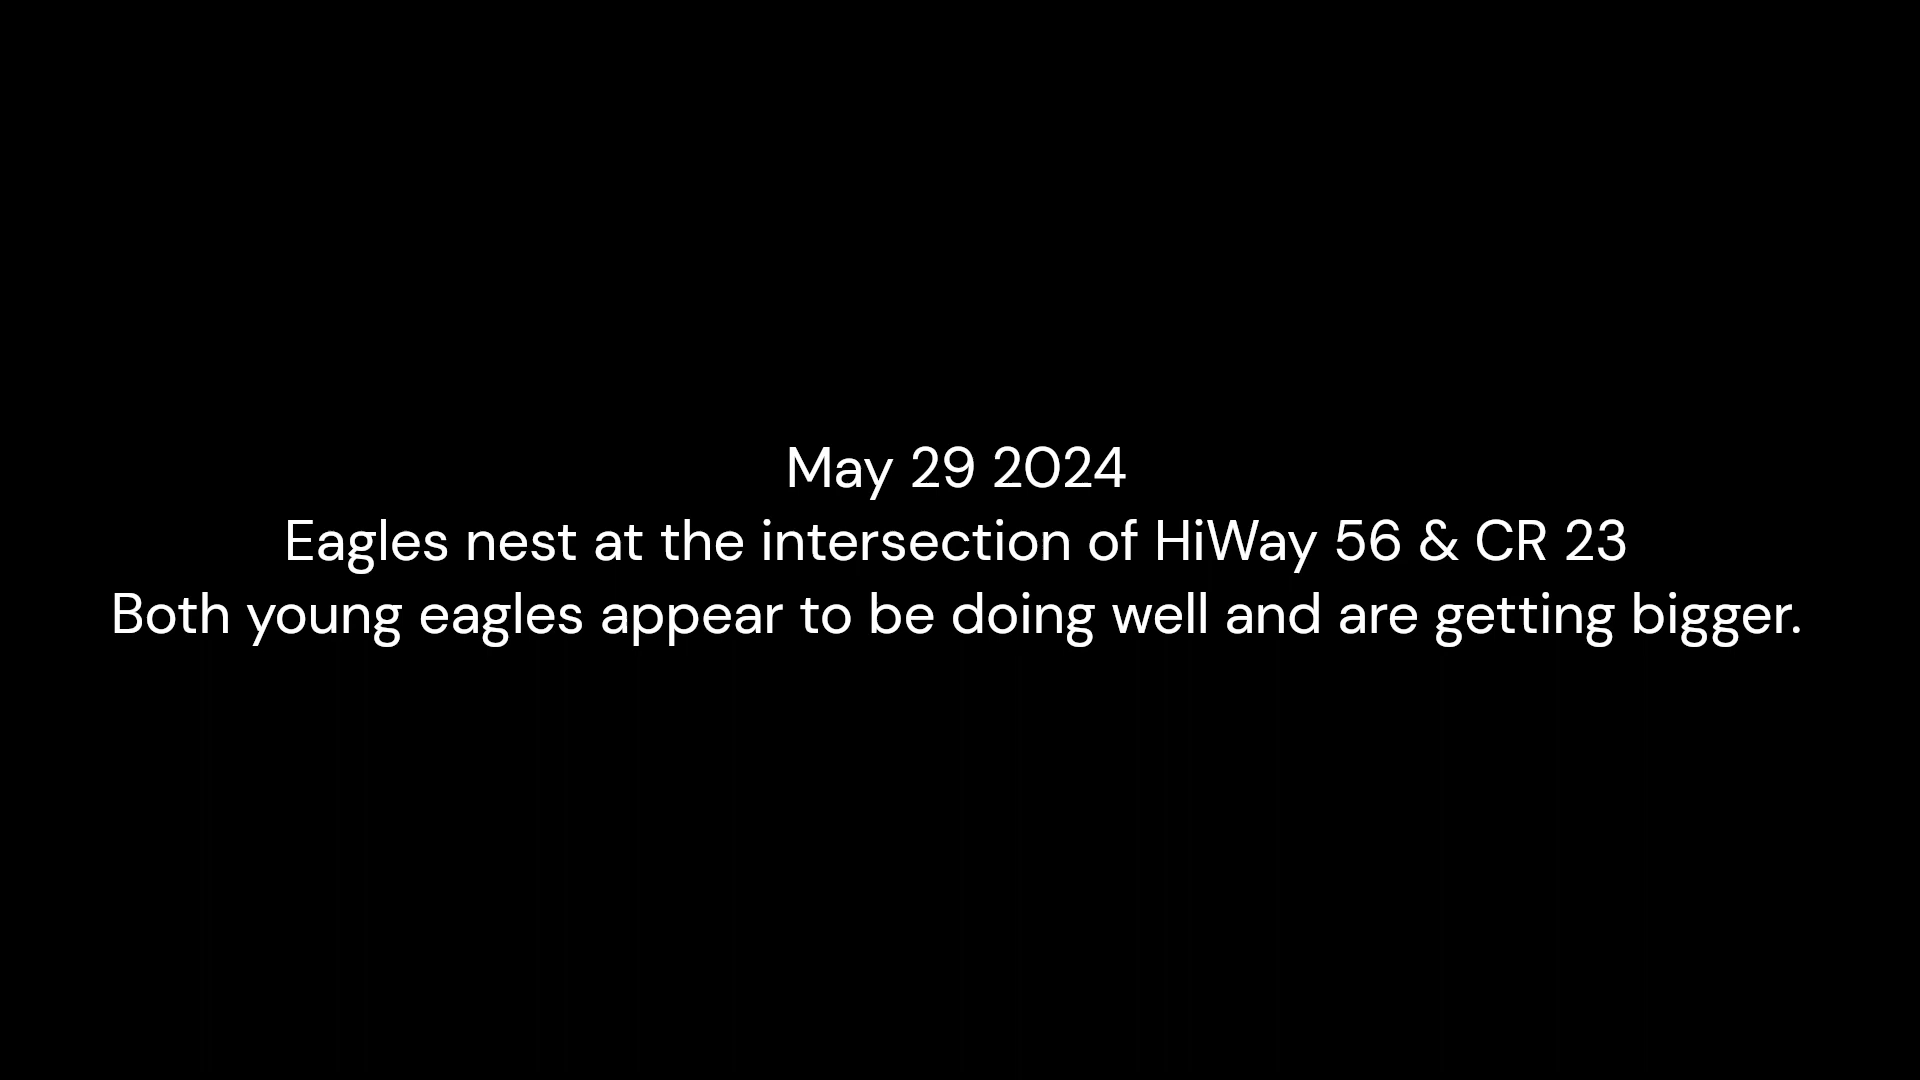 May 29 2024
Eagles nest at the intersection of HiWay 56 & CR 23
Both young eagles appear to be doing well and are getting bigger.